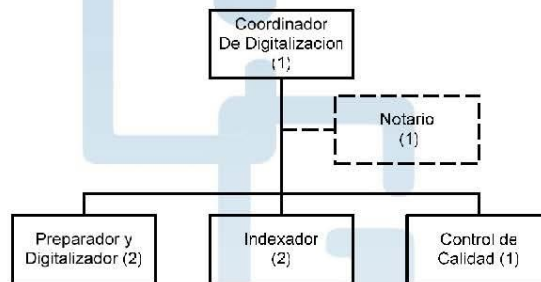 Coordinador
De Digitalizacion
(1)
Notario
(1)
Preparador y
Digitalizador (2)
Indexador
(2)
Control de
Calidad (1)